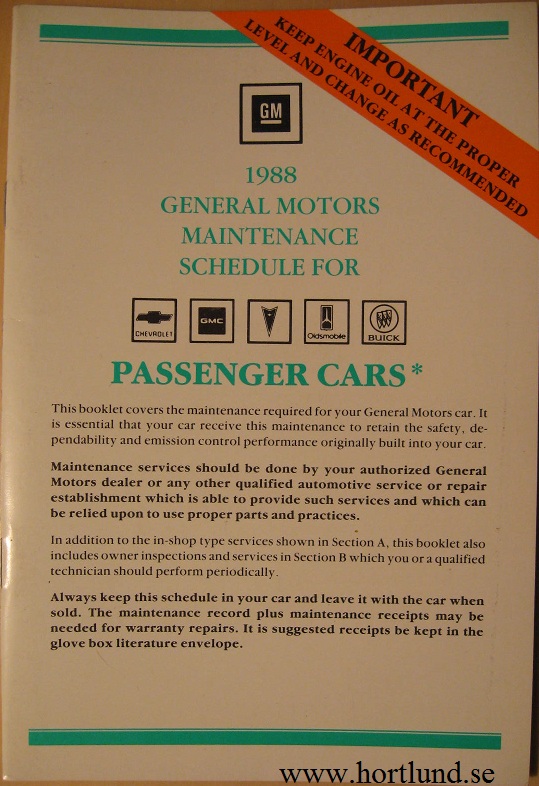 IMPORTANT
KEEP ENGINE OIL AT THE PROPER
LEVEL AND CHANGE AS RECOMMENDED
GM
1988
GENERAL MOTORS
MAINTENANCE
SCHEDULE FOR
CHEVROLET GMC Oldsmobile BUICK
PASSENGER CARS*
This booklet covers the maintenance required for your General Motors car. It
is essential that your car receive this maintenance to retain the safety, de-
pendability and emission control performance originally built into your car.
Maintenance services should be done by your authorized General
Motors dealer or any other qualified automotive service or repair
establishment which is able to provide such services and which can
be relied upon to use proper parts and practices.
In addition to the in-shop type services shown in Section A, this booklet also
includes owner inspections and services in Section B which you or a qualified
technician should perform periodically.
Always keep this schedule in your car and leave it with the car when
sold. The maintenance record plus maintenance receipts may be
needed for warranty repairs. It is suggested receipts be kept in the
glove box literature envelope.
www.hortlund.se